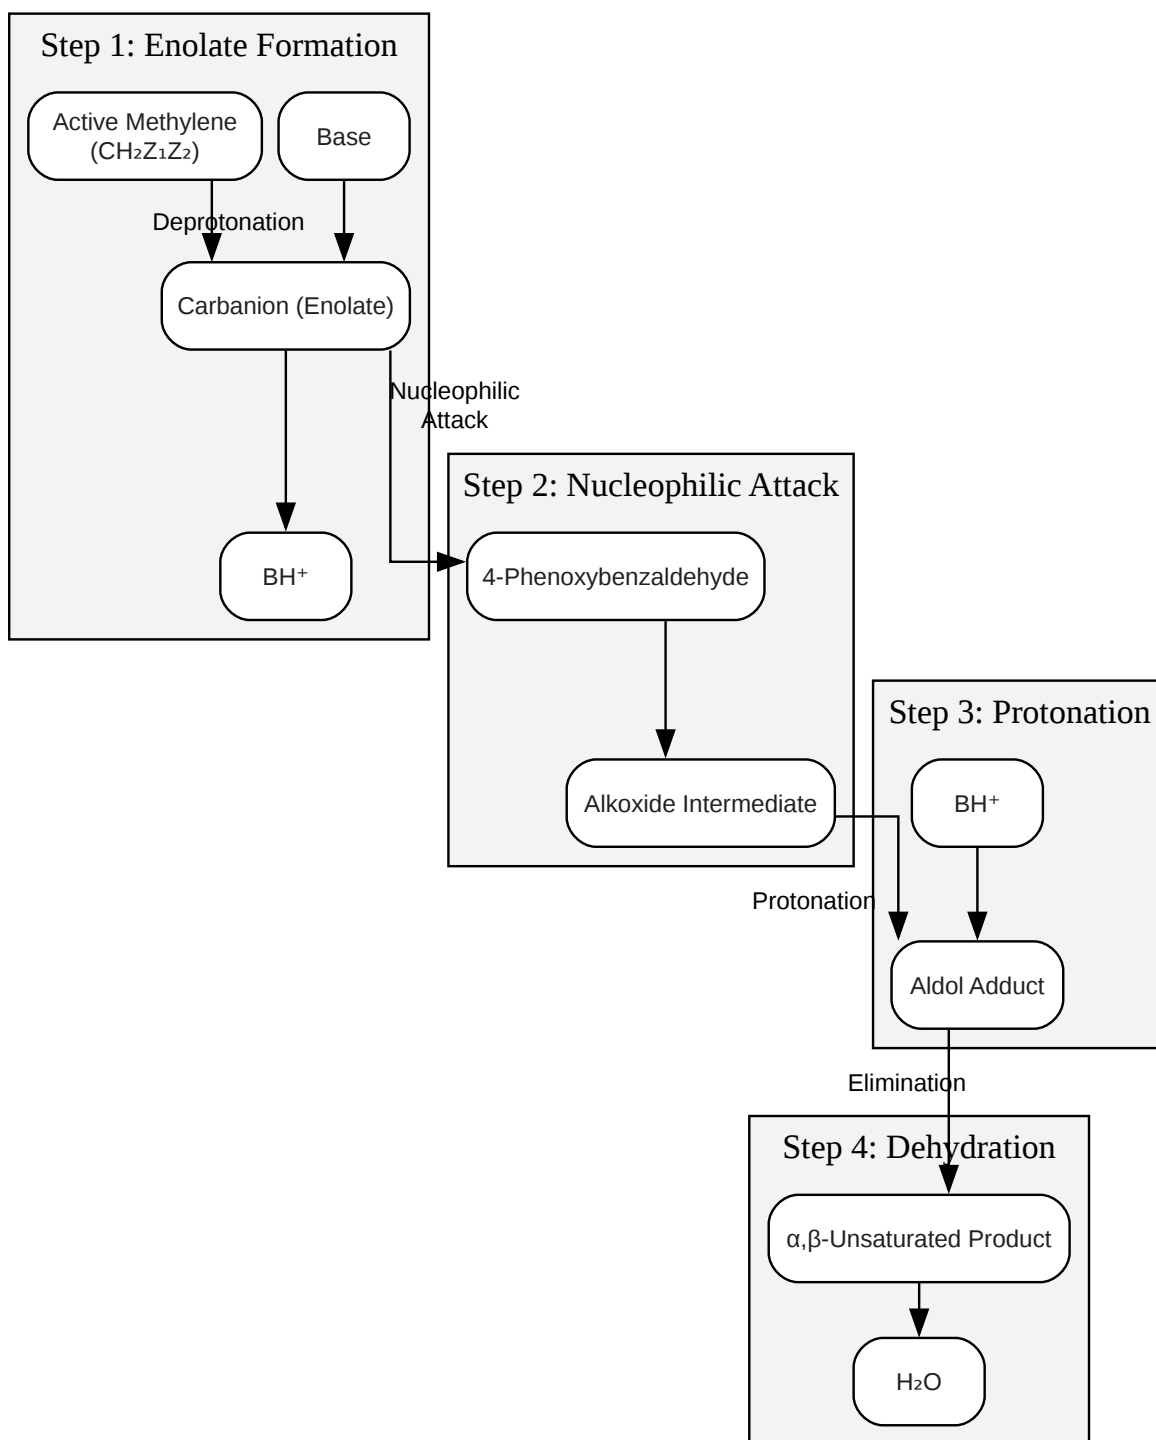 Step 1: Enolate Formation
Active Methylene
(CH₂Z₁Z₂)
Base
Deprotonation
Carbanion (Enolate)
Nucleophilic
Attack
BH⁺
Step 2: Nucleophilic Attack
4-Phenoxybenzaldehyde
Alkoxide Intermediate
Step 3: Protonation
BH⁺
Protonation
Aldol Adduct
Elimination
Step 4: Dehydration
α,β-Unsaturated Product
H₂O